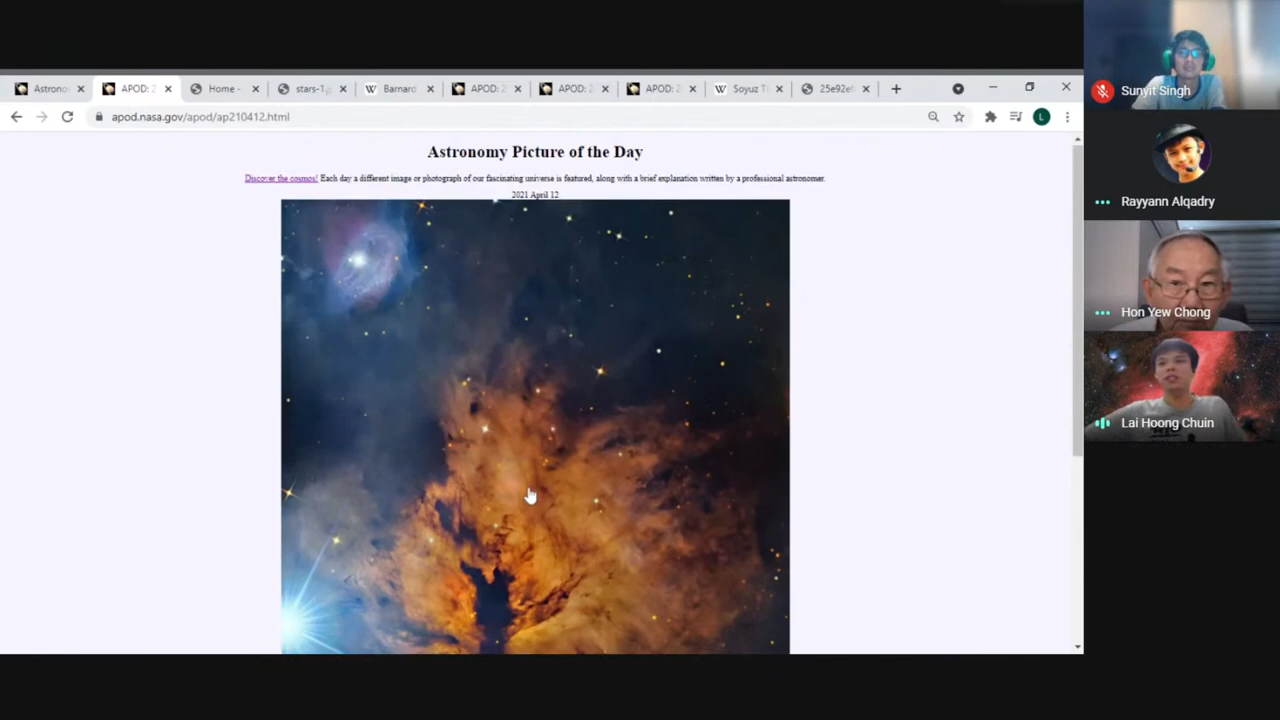 Astrono
APOD: 2
Home -
stars-1.j
Barnard
APOD: 2
APOD: 2
APOD: 2
Soyuz T
25e92e
apod.nasa.gov/apod/ap210412.html
L
Astronomy Picture of the Day
Discover the cosmos! Each day a different image or photograph of our fascinating universe is featured, along with a brief explanation written by a professional astronomer.
2021 April 12
Sunyit Singh
Rayyann Alqadry
Hon Yew Chong
Lai Hoong Chuin